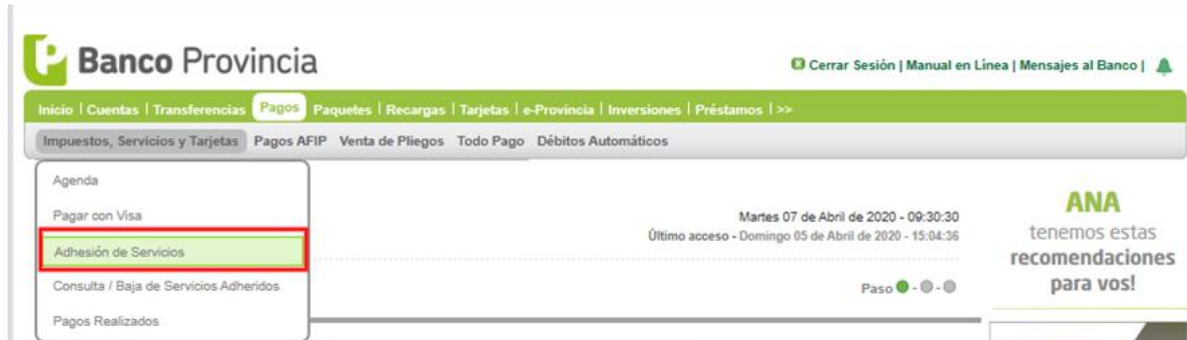 Banco Provincia
Cerrar Sesión | Manual en Línea | Mensajes al Banco |
Inicio | Cuentas | Transferencias Pagos Paquetes | Recargas | Tarjetas | e-Provincia | Inversiones | Préstamos | >>
Impuestos, Servicios y Tarjetas Pagos AFIP Venta de Pliegos Todo Pago Débitos Automáticos
Agenda
Pagar con Visa
Adhesión de Servicios
Consulta / Baja de Servicios Adheridos
Pagos Realizados
Martes 07 de Abril de 2020 - 09:30:30
Último acceso - Domingo 05 de Abril de 2020 - 15:04:36
Paso - -
ANA
tenemos estas
recomendaciones
para vos!